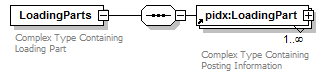 LoadingParts
pidx:LoadingPart
Complex Type Containing
Loading Part
1..∞
Complex Type Containing
Posting Information